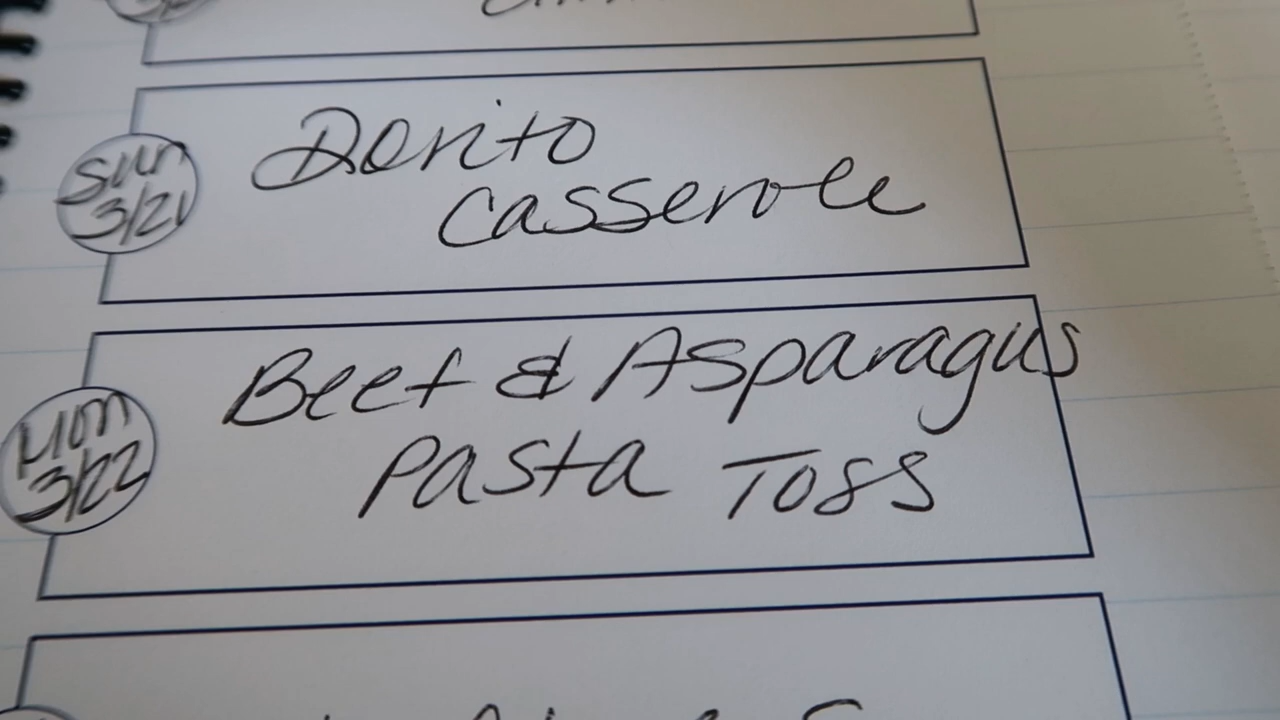 Sun
3/21
Dorito
Casserole
Mon
3/22
Beef & Asparagus
Pasta Toss